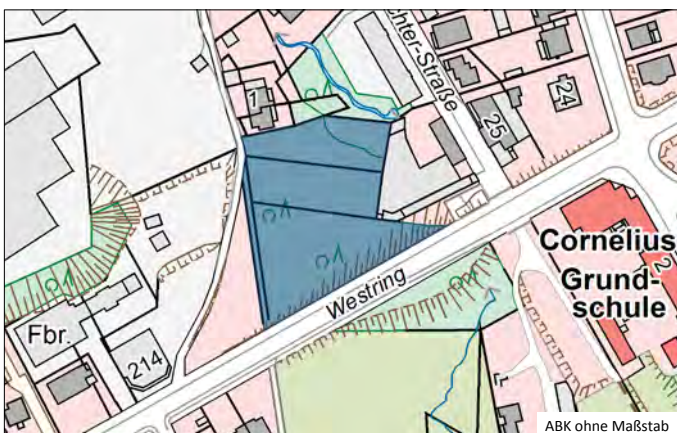 chter-Straße
1
25
24
Westring
Cornelius
Grund-
schule
2
Fbr.
214
ABK ohne Maßstab